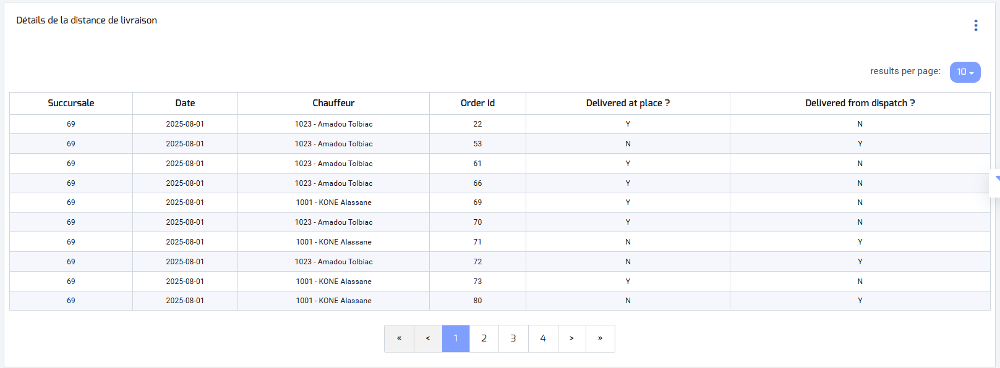 Détails de la distance de livraison
results per page: 10
Succursale Date Chauffeur Order Id Delivered at place ? Delivered from dispatch ?
69 2025-08-01 1023 - Amadou Tolbiac 22 Y N
69 2025-08-01 1023 - Amadou Tolbiac 53 N Y
69 2025-08-01 1023 - Amadou Tolbiac 61 Y N
69 2025-08-01 1023 - Amadou Tolbiac 66 Y N
69 2025-08-01 1001 - KONE Alassane 69 Y N
69 2025-08-01 1023 - Amadou Tolbiac 70 Y N
69 2025-08-01 1001 - KONE Alassane 71 N Y
69 2025-08-01 1023 - Amadou Tolbiac 72 N Y
69 2025-08-01 1001 - KONE Alassane 73 Y N
69 2025-08-01 1001 - KONE Alassane 80 N Y
« < 1 2 3 4 > »